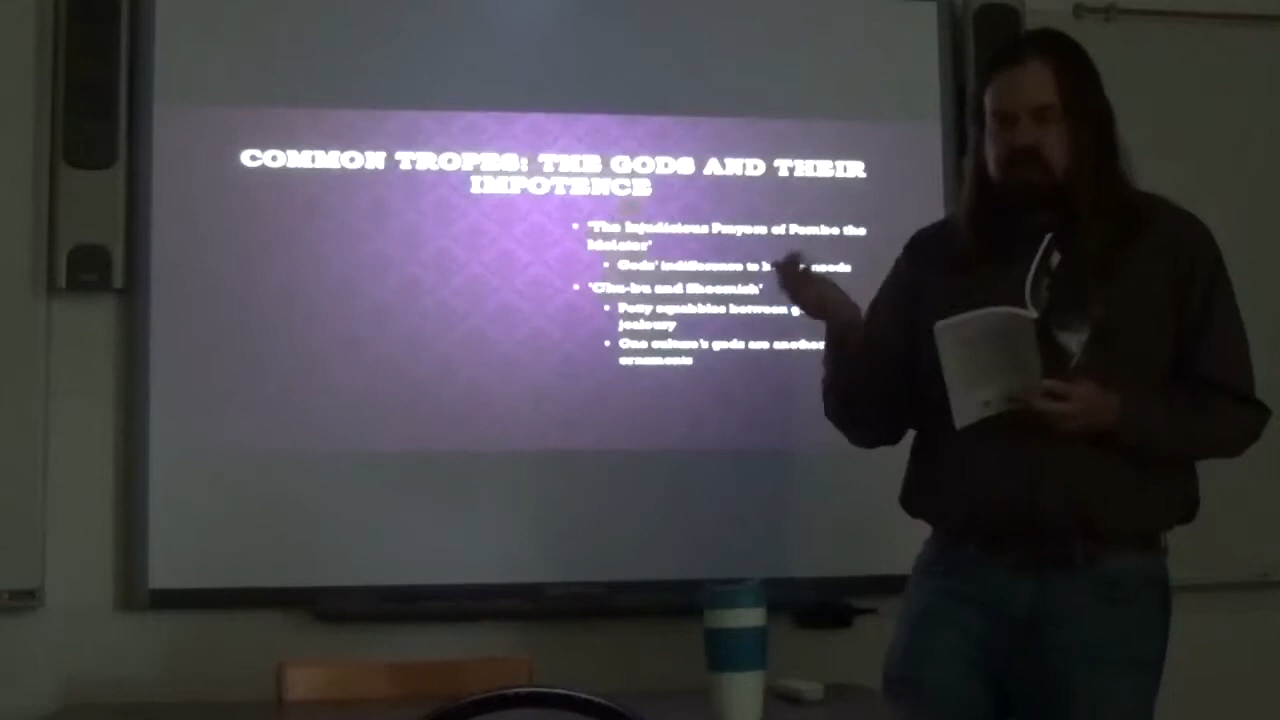 COMMON TROPES: THE GODS AND THEIR
IMPOTENCE
• 'The Injudicious Prayers of Pombo the
Idolater'
• Gods' indifference to needs
• 'Chu-bu and Sheemish'
• Petty squabbles between
jealousy
• One culture's gods are another
ornaments